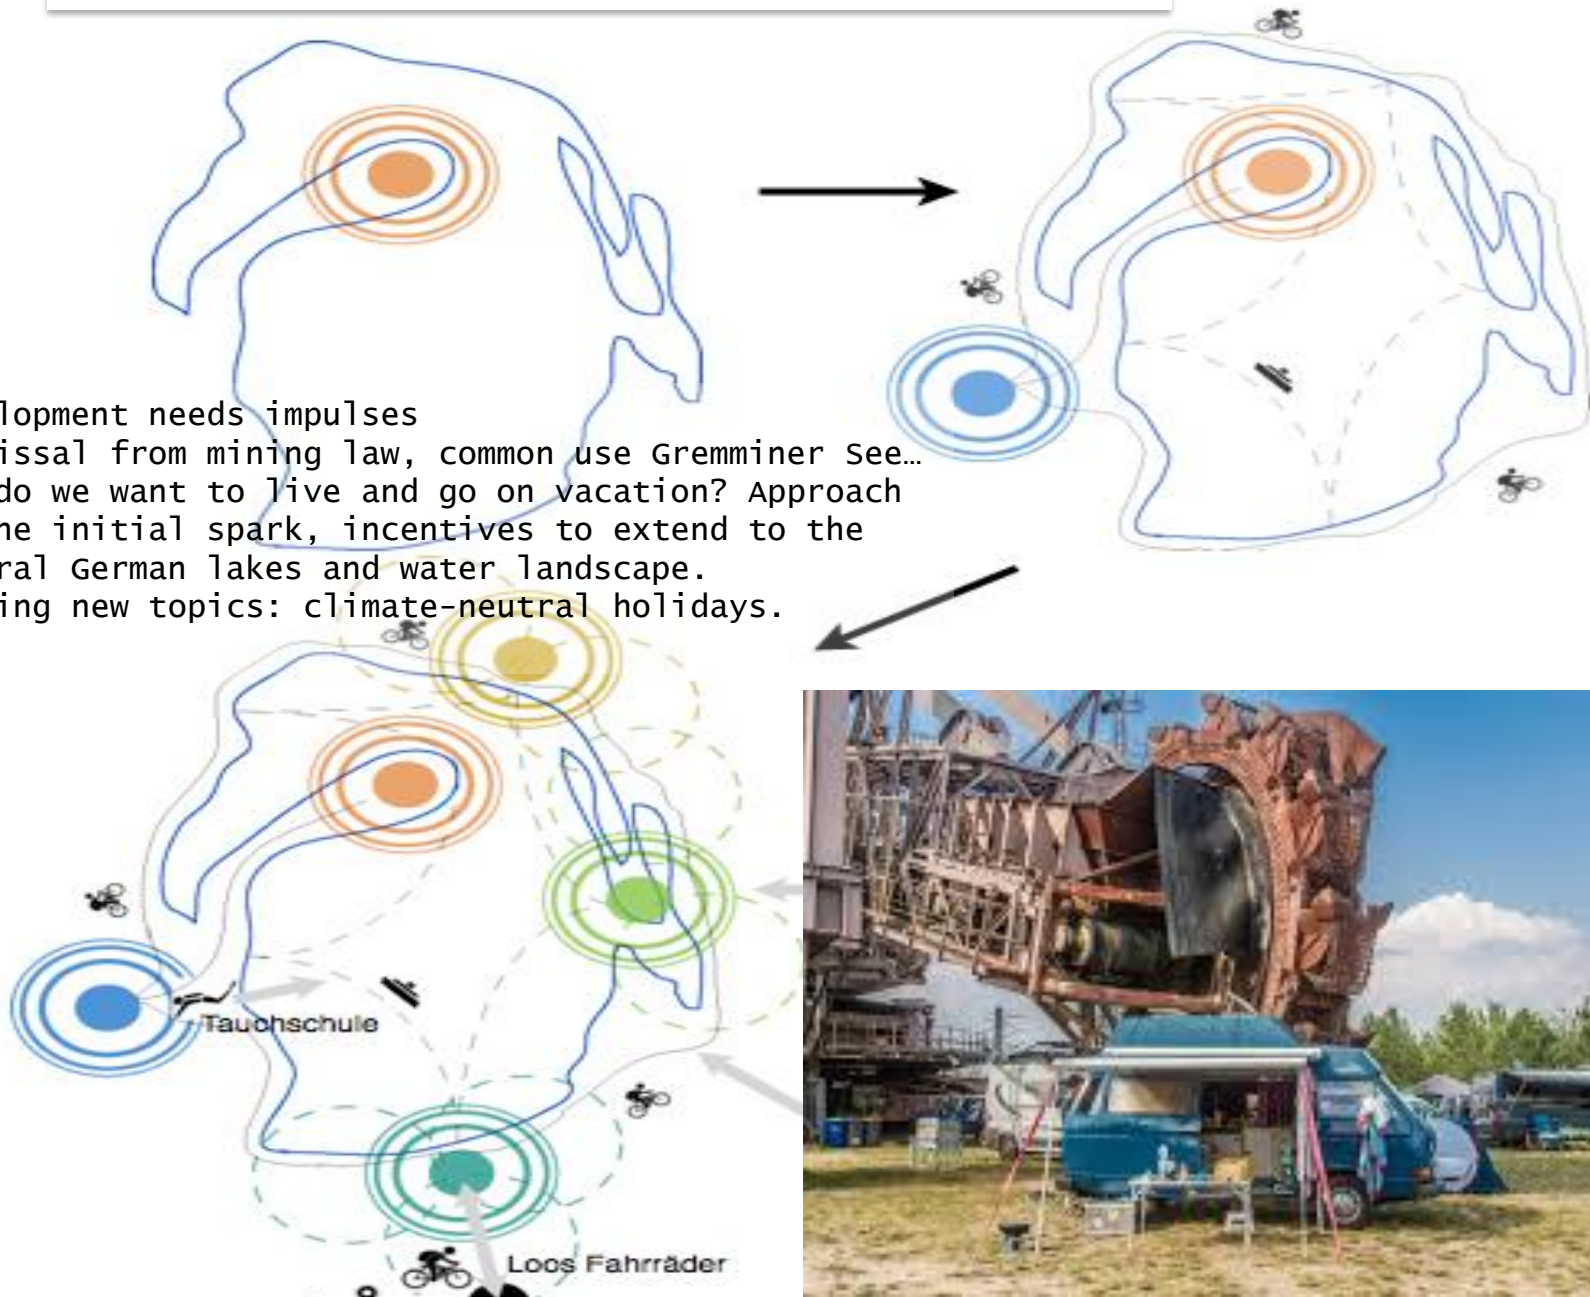 lopment needs impulses
issal from mining law, common use Gremminer See…
do we want to live and go on vacation? Approach
ne initial spark, incentives to extend to the
ral German lakes and water landscape.
ing new topics: climate-neutral holidays.
Tauchschule
Loos Fahrräder